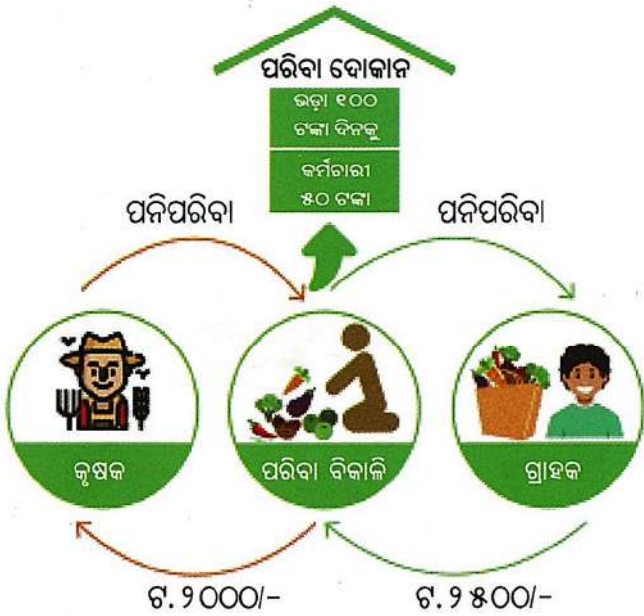 ପରିବା ଦୋକାନ
ଭଡ଼ା ୧୦୦
ଟଙ୍କା ଦିନକୁ
କର୍ମଚାରୀ
୫୦ ଟଙ୍କା
ପନିପରିବା
ପନିପରିବା
କୃଷକ
ପରିବା ବିକାଳି
ଗ୍ରାହକ
ଟ.୨୦୦୦/-
ଟ.୨୫୦୦/-